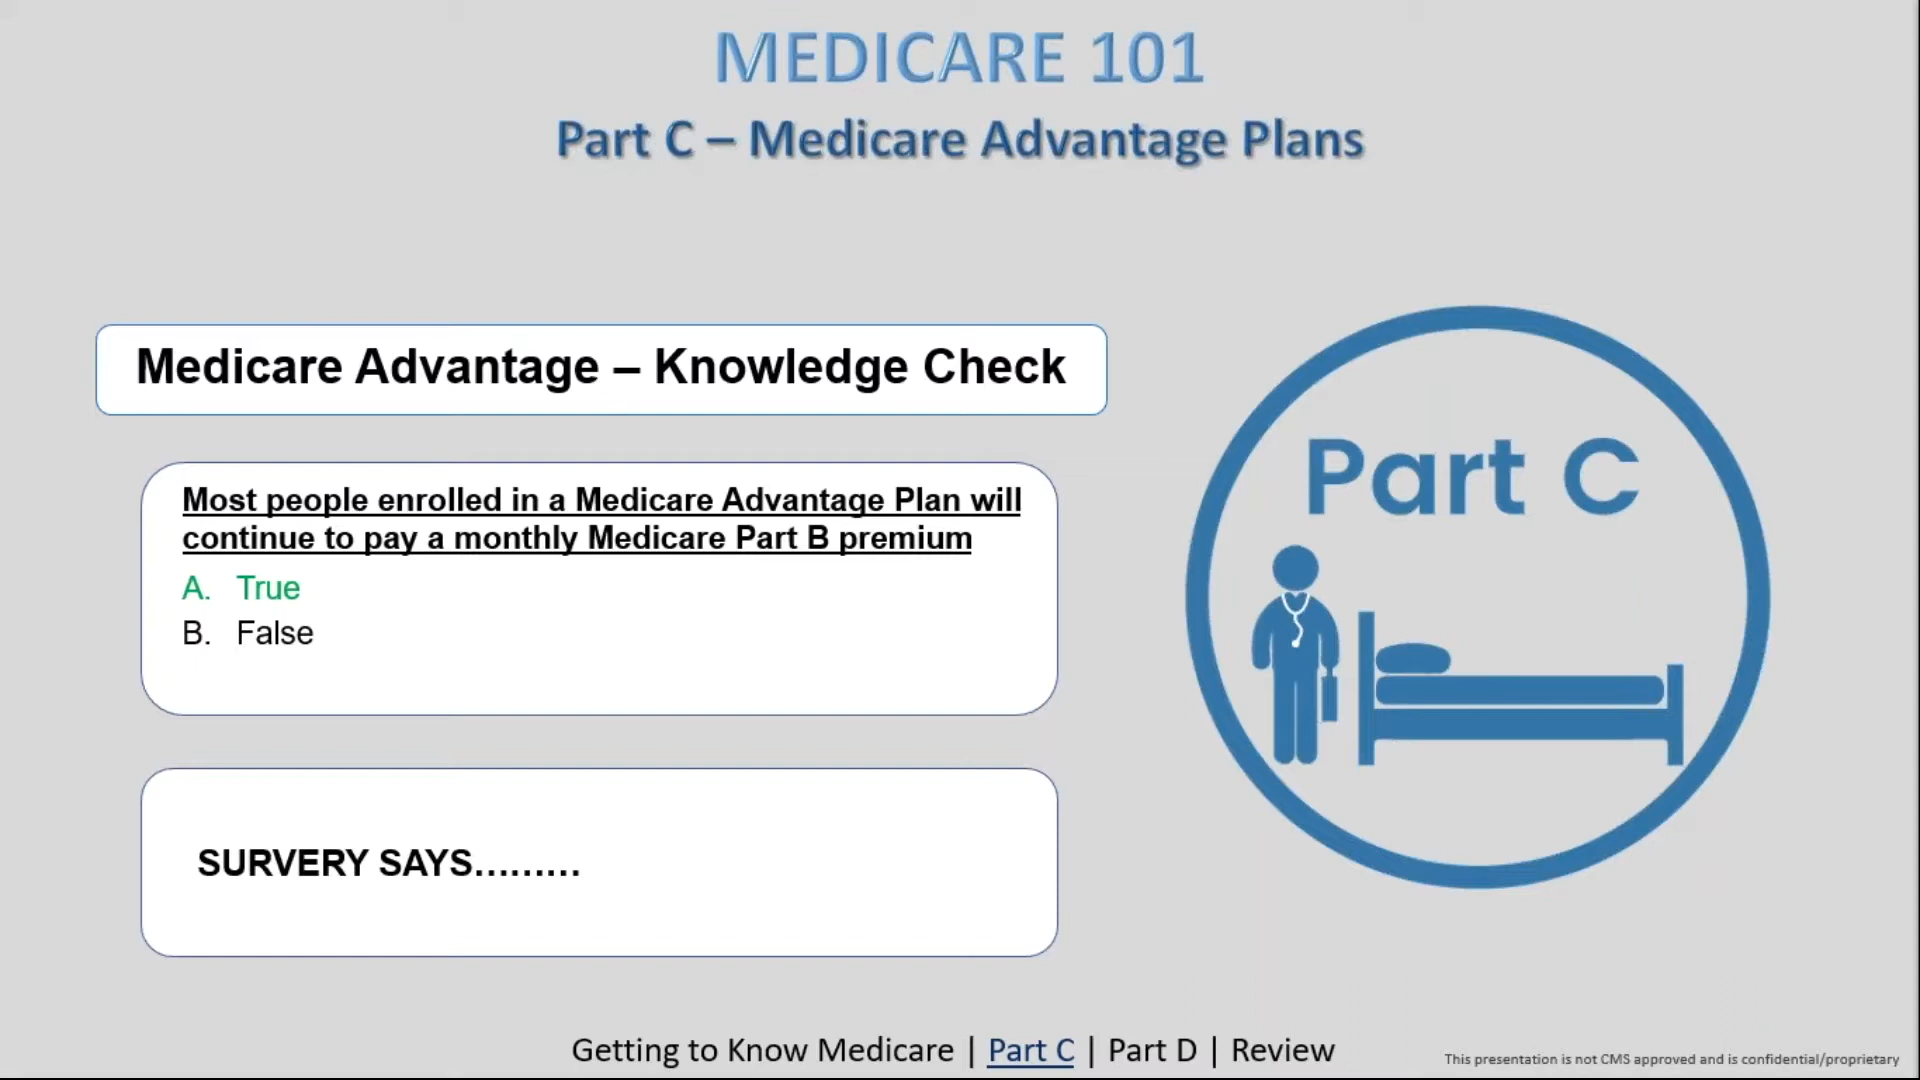 MEDICARE 101
Part C – Medicare Advantage Plans
Medicare Advantage – Knowledge Check
Most people enrolled in a Medicare Advantage Plan will
continue to pay a monthly Medicare Part B premium
A. True
B. False
SURVERY SAYS.........
Part C
Getting to Know Medicare | Part C | Part D | Review
This presentation is not CMS approved and is confidential/proprietary